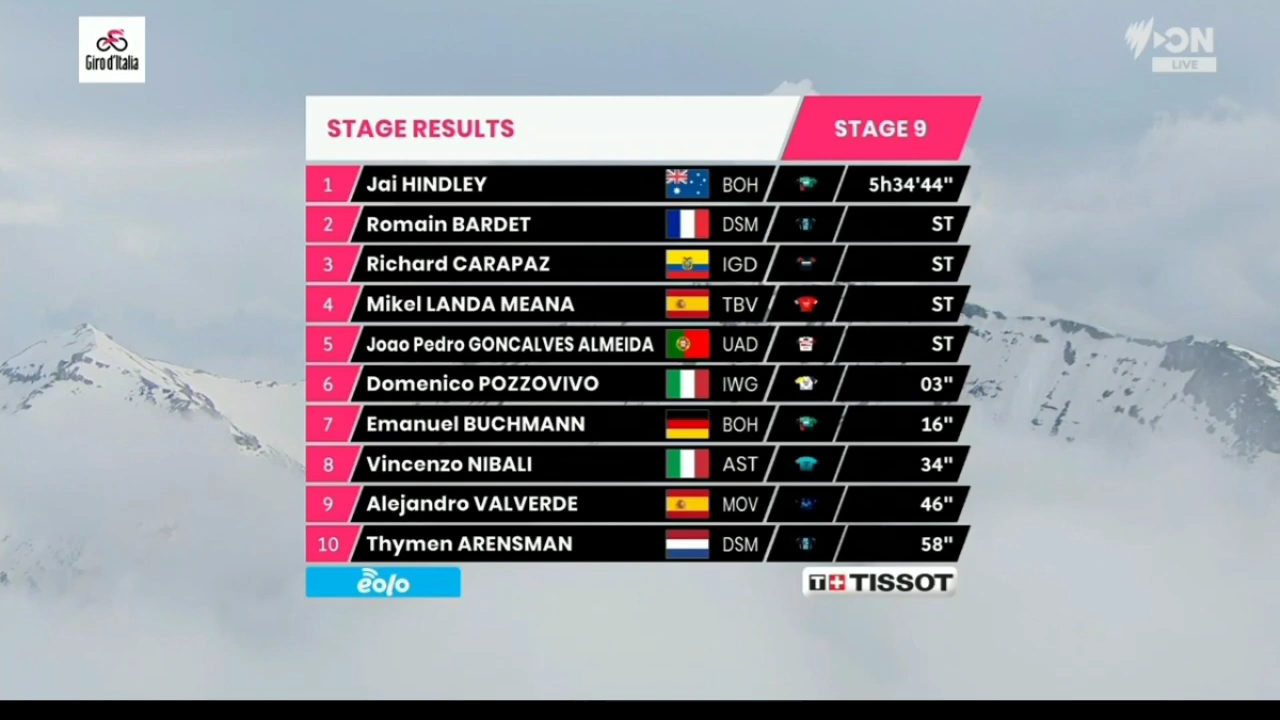 Giro d'Italia
ON
LIVE
STAGE RESULTS STAGE 9
1 Jai HINDLEY BOH 5h34'44"
2 Romain BARDET DSM ST
3 Richard CARAPAZ IGD ST
4 Mikel LANDA MEANA TBV ST
5 Joao Pedro GONCALVES ALMEIDA UAD ST
6 Domenico POZZOVIVO IWG 03"
7 Emanuel BUCHMANN BOH 16"
8 Vincenzo NIBALI AST 34"
9 Alejandro VALVERDE MOV 46"
10 Thymen ARENSMAN DSM 58"
eolo T+ TISSOT